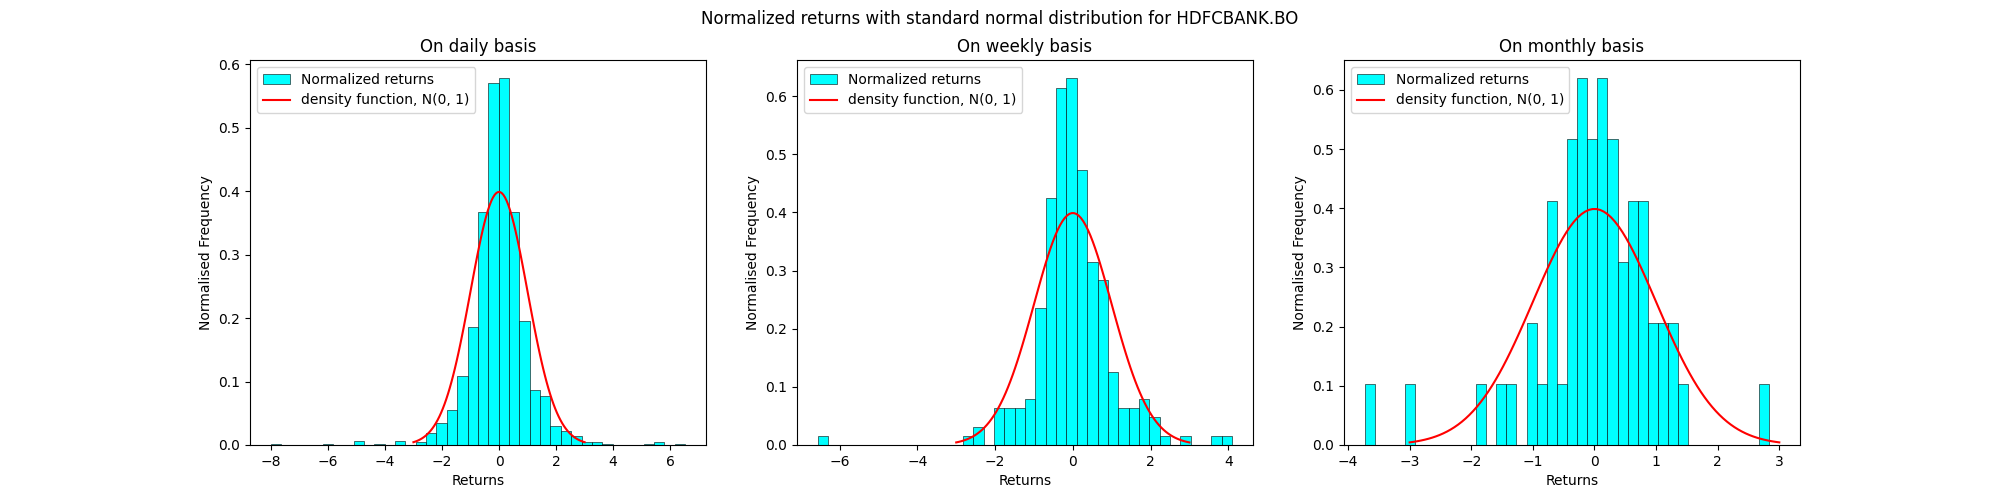 Normalized returns with standard normal distribution for HDFCBANK.BO
On daily basis
Normalized returns
density function, N(0, 1)
Normalised Frequency
0.6
0.5
0.4
0.3
0.2
0.1
0.0
−8 −6 −4 −2 0 2 4 6
Returns
On weekly basis
Normalized returns
density function, N(0, 1)
Normalised Frequency
0.6
0.5
0.4
0.3
0.2
0.1
0.0
−6 −4 −2 0 2 4
Returns
On monthly basis
Normalized returns
density function, N(0, 1)
Normalised Frequency
0.6
0.5
0.4
0.3
0.2
0.1
0.0
−4 −3 −2 −1 0 1 2 3
Returns